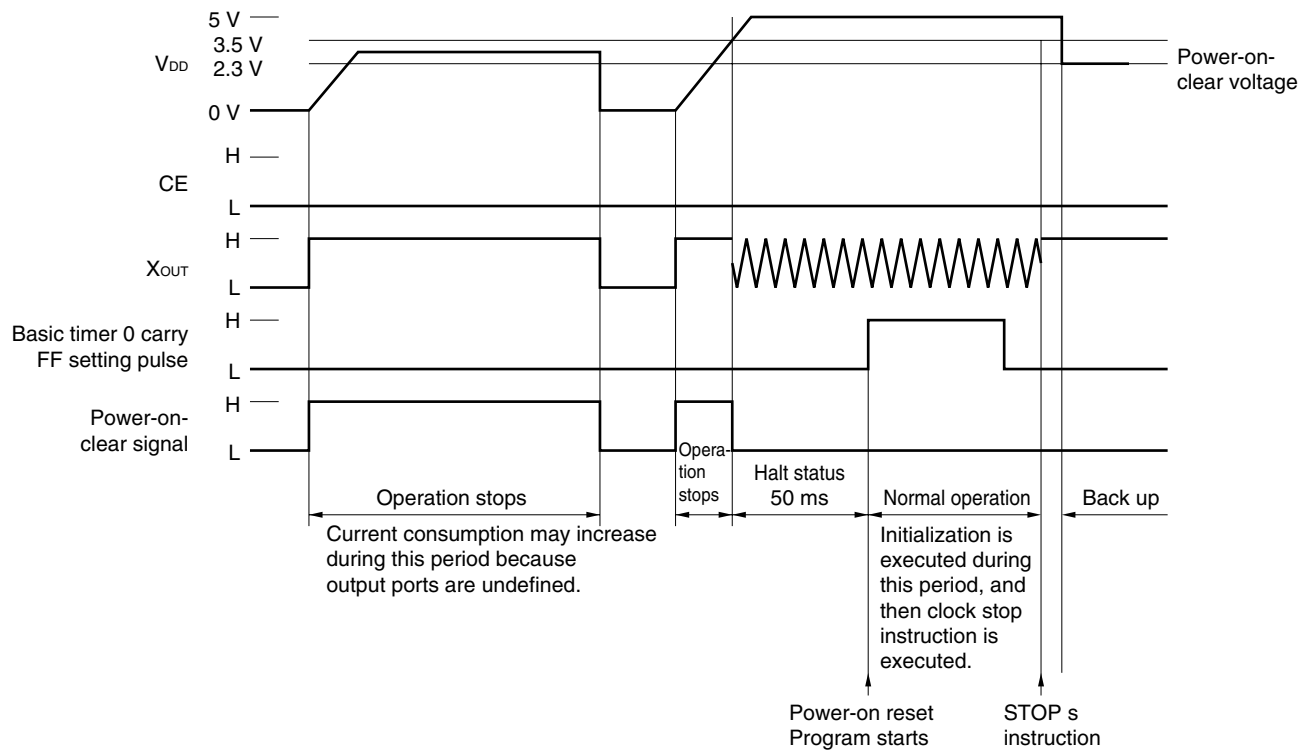 5 V
3.5 V
VDD
2.3 V
0 V
Power-on-
clear voltage
H
CE
L
H
XOUT
L
H
Basic timer 0 carry
FF setting pulse
L
H
Power-on-
clear signal
L
Operation stops
Opera-
tion
stops
Halt status
50 ms
Normal operation
Back up
Current consumption may increase
during this period because
output ports are undefined.
Initialization is
executed during
this period, and
then clock stop
instruction is
executed.
Power-on reset
Program starts
STOP s
instruction